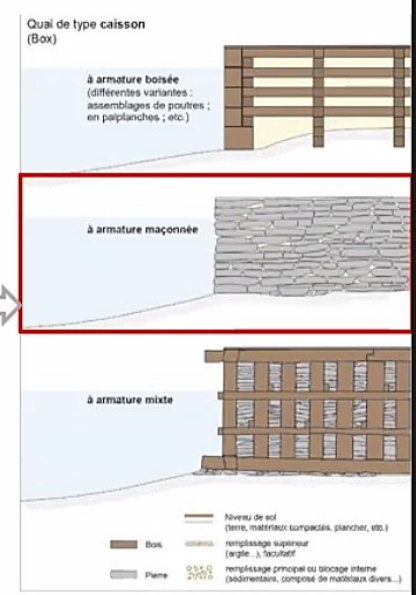 Quai de type caisson
(Box)
à armature boisée
(différentes variantes :
assemblages de poutres ;
en palplanches ; etc.)
à armature maçonnée
à armature mixte
Niveau de sol
(terre, matériaux compactés, plancher, etc.)
Bois
remplissage supérieur
(argile...), facultatif
Pierre
remplissage principal ou blocage interne
(sédimentaire, composé de matériaux divers...)